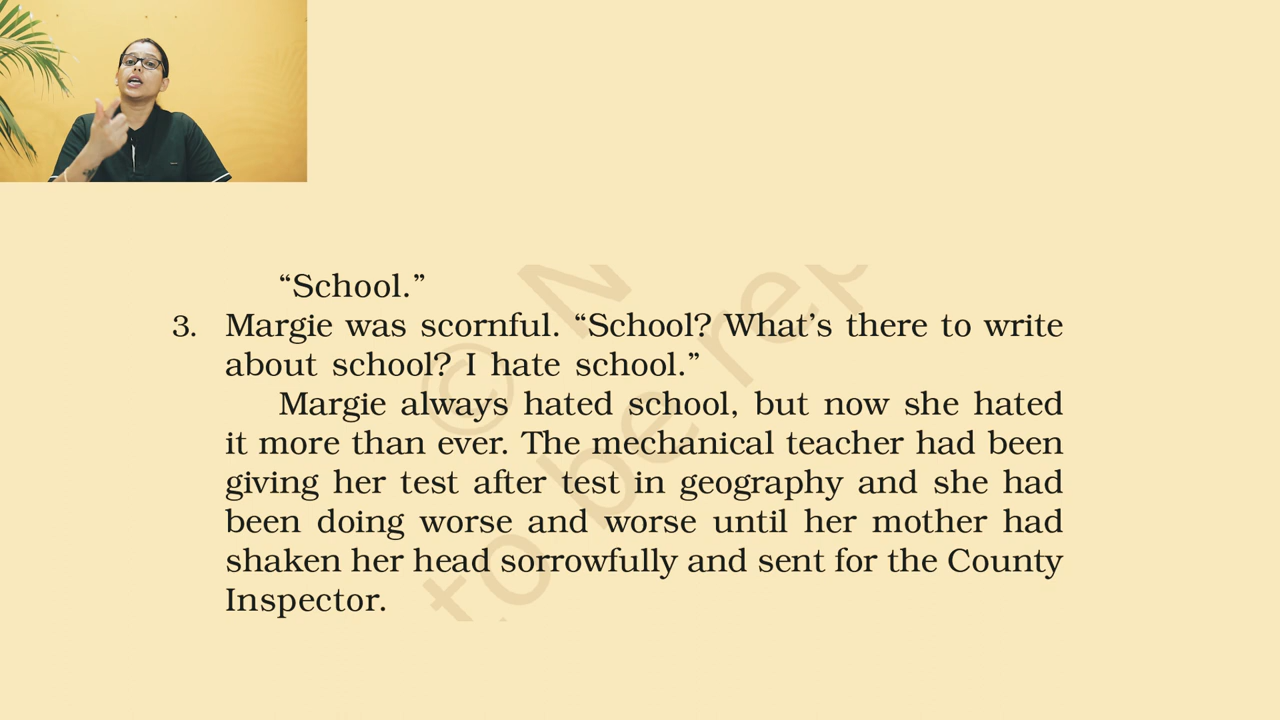 “School.”
3. Margie was scornful. “School? What’s there to write
about school? I hate school.”
Margie always hated school, but now she hated
it more than ever. The mechanical teacher had been
giving her test after test in geography and she had
been doing worse and worse until her mother had
shaken her head sorrowfully and sent for the County
Inspector.
© N
to be rep